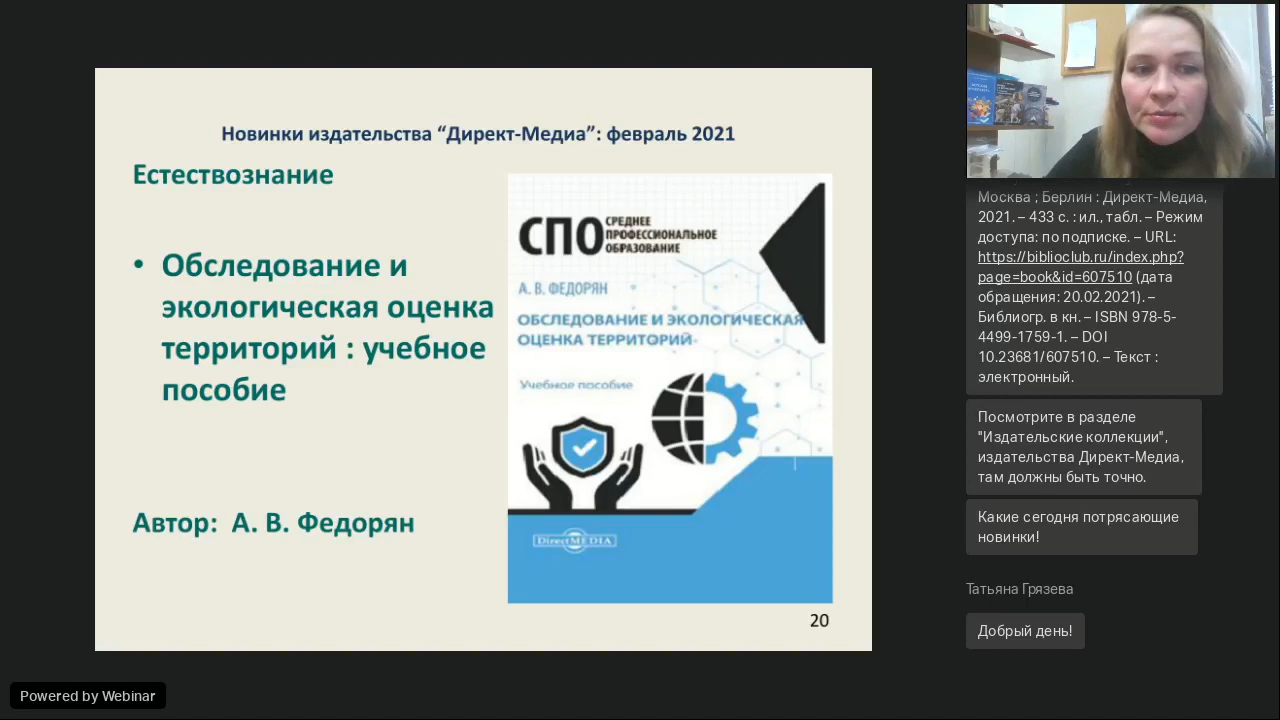 Новинки издательства “Директ-Медиа”: февраль 2021
Естествознание
• Обследование и
экологическая оценка
территорий : учебное
пособие
Автор: А. В. Федорян
СПО СРЕДНЕЕ
ПРОФЕССИОНАЛЬНОЕ
ОБРАЗОВАНИЕ
А. В. ФЕДОРЯН
ОБСЛЕДОВАНИЕ И ЭКОЛОГИЧЕСКАЯ
ОЦЕНКА ТЕРРИТОРИЙ
Учебное пособие
DirectMEDIA
20
Москва ; Берлин : Директ-Медиа,
2021. – 433 с. : ил., табл. – Режим
доступа: по подписке. – URL:
https://biblioclub.ru/index.php?
page=book&id=607510 (дата
обращения: 20.02.2021). –
Библиогр. в кн. – ISBN 978-5-
4499-1759-1. – DOI
10.23681/607510. – Текст :
электронный.
Посмотрите в разделе
"Издательские коллекции",
издательства Директ-Медиа,
там должны быть точно.
Какие сегодня потрясающие
новинки!
Татьяна Грязева
Добрый день!
Powered by Webinar